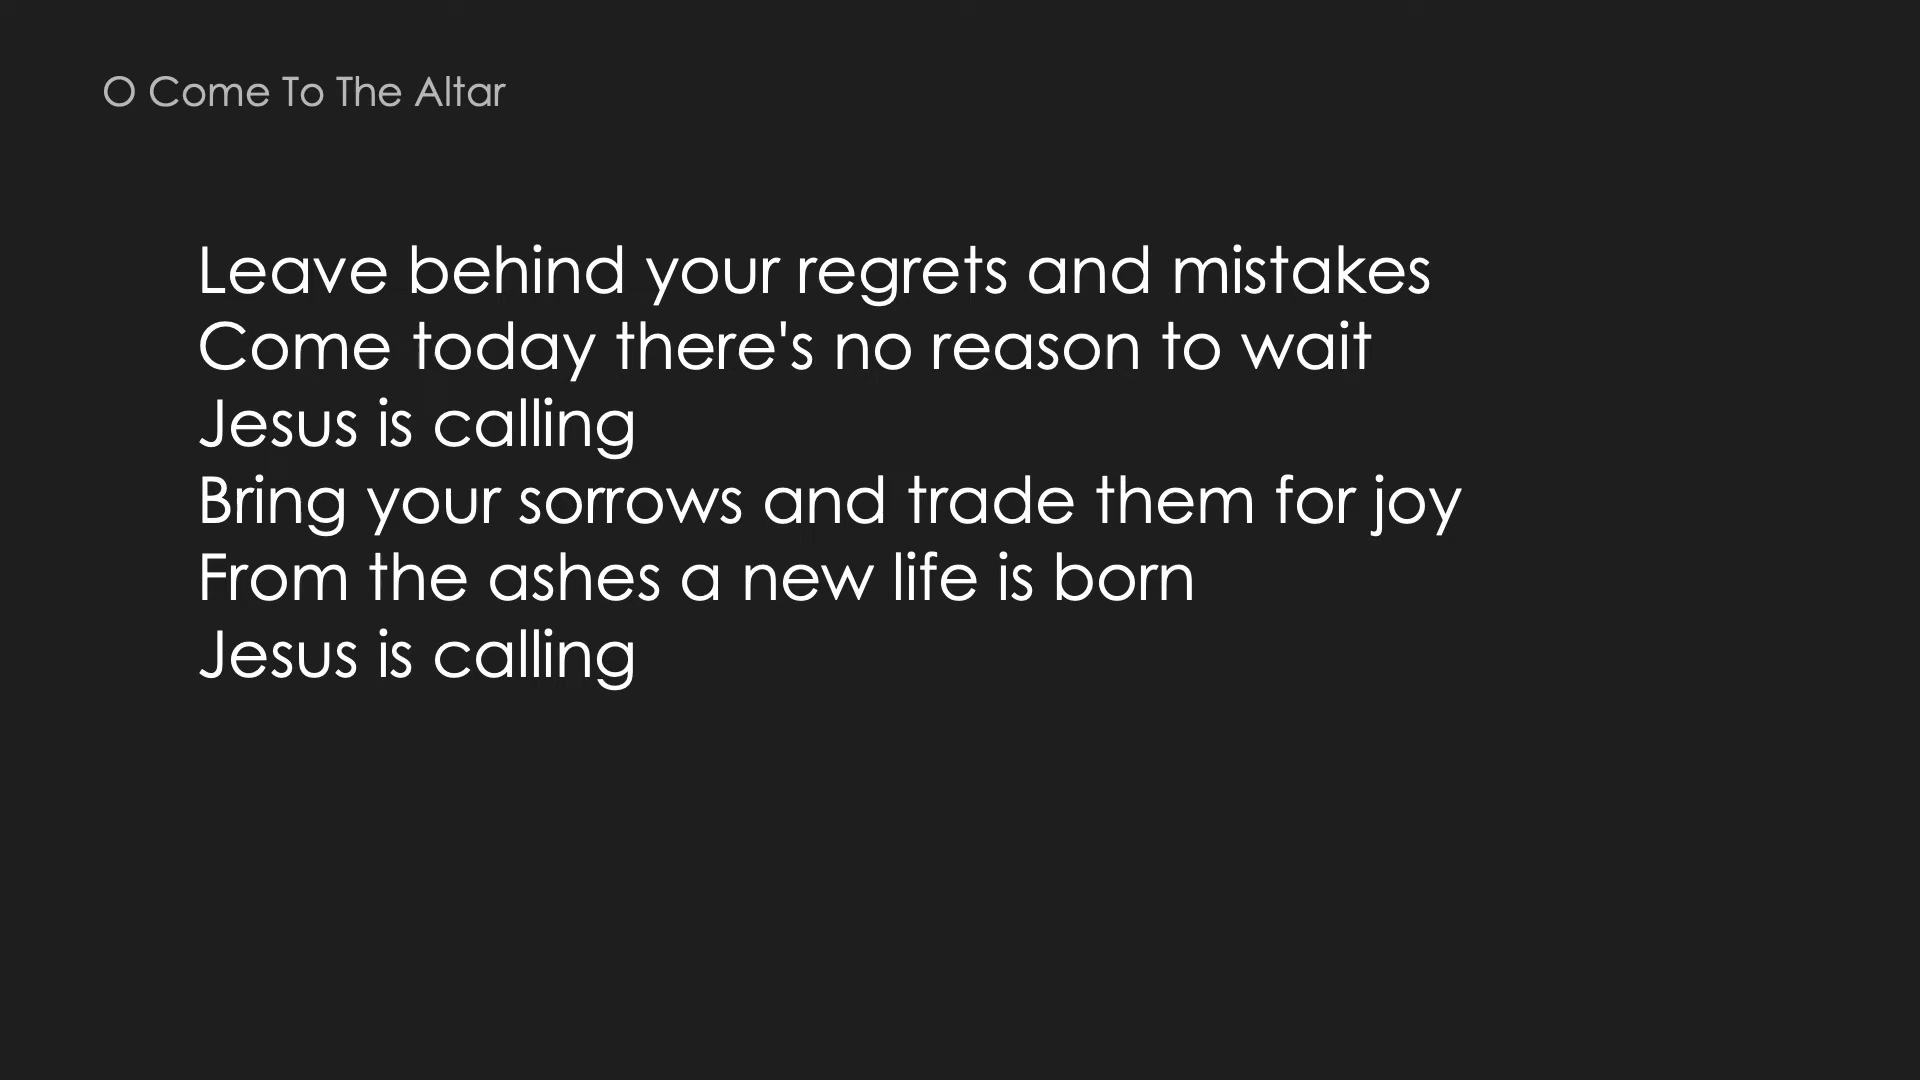 O Come To The Altar
Leave behind your regrets and mistakes
Come today there's no reason to wait
Jesus is calling
Bring your sorrows and trade them for joy
From the ashes a new life is born
Jesus is calling